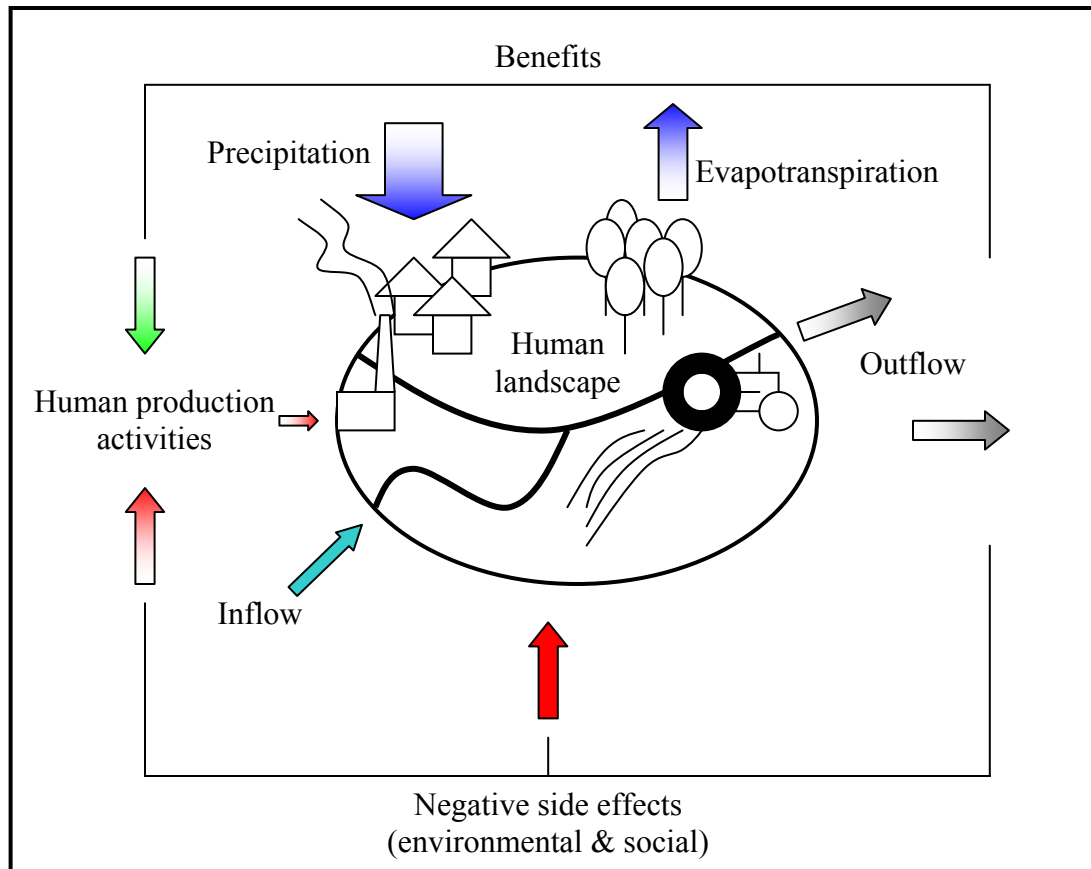 Benefits
Precipitation
Evapotranspiration
Human
landscape
Outflow
Human production
activities
Inflow
Negative side effects
(environmental & social)